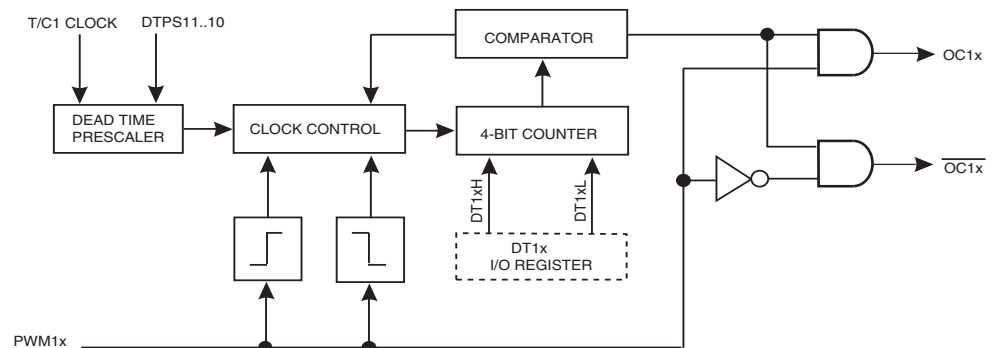 T/C1 CLOCK
DTPS11..10
COMPARATOR
OC1x
DEAD TIME
PRESCALER
CLOCK CONTROL
4-BIT COUNTER
OC1x
DT1xH
DT1xL
DT1x
I/O REGISTER
PWM1x